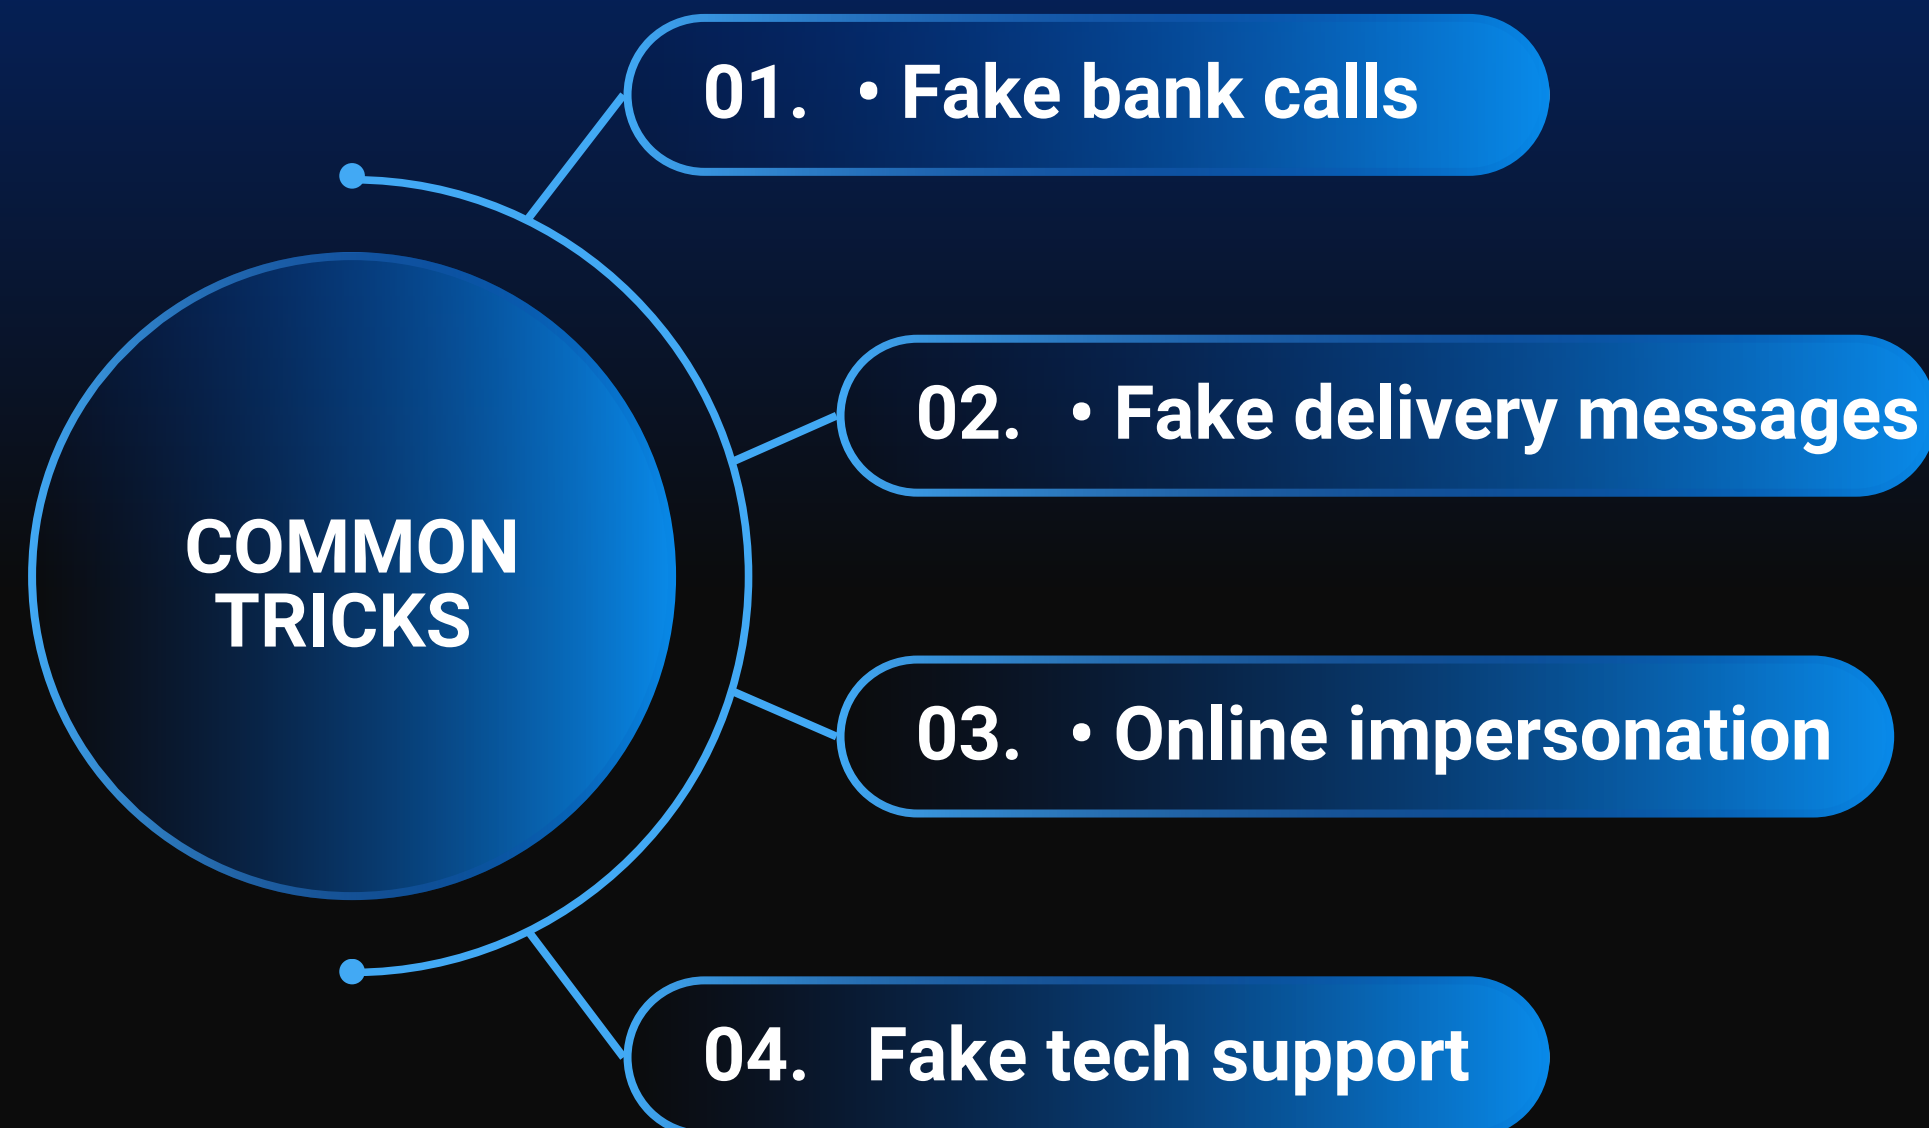 01. • Fake bank calls
02. • Fake delivery messages
COMMON
TRICKS
03. • Online impersonation
04. Fake tech support